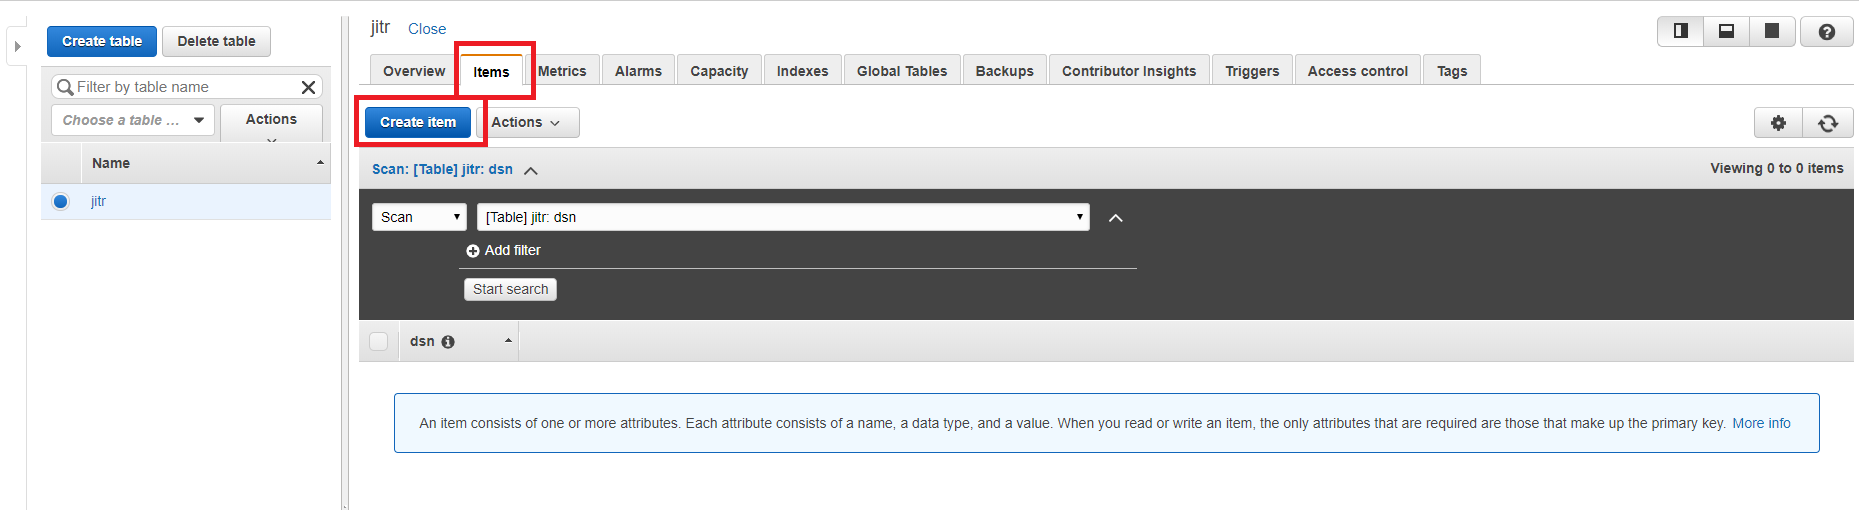 Create table
Delete table
Filter by table name
Choose a table ...
Actions
Name
jitr
jitr Close
Overview Items Metrics Alarms Capacity Indexes Global Tables Backups Contributor Insights Triggers Access control Tags
Create item Actions
Scan: [Table] jitr: dsn
Viewing 0 to 0 items
Scan [Table] jitr: dsn
Add filter
Start search
dsn
An item consists of one or more attributes. Each attribute consists of a name, a data type, and a value. When you read or write an item, the only attributes that are required are those that make up the primary key. More info